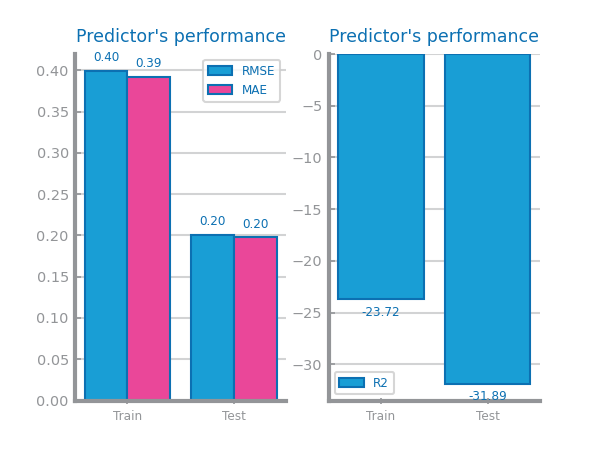 Predictor's performance
0.40
0.35
0.30
0.25
0.20
0.15
0.10
0.05
0.00
0.40
0.39
0.20
0.20
RMSE
MAE
Train
Test
Predictor's performance
0
−5
−10
−15
−20
−25
−30
-23.72
-31.89
R2
Train
Test